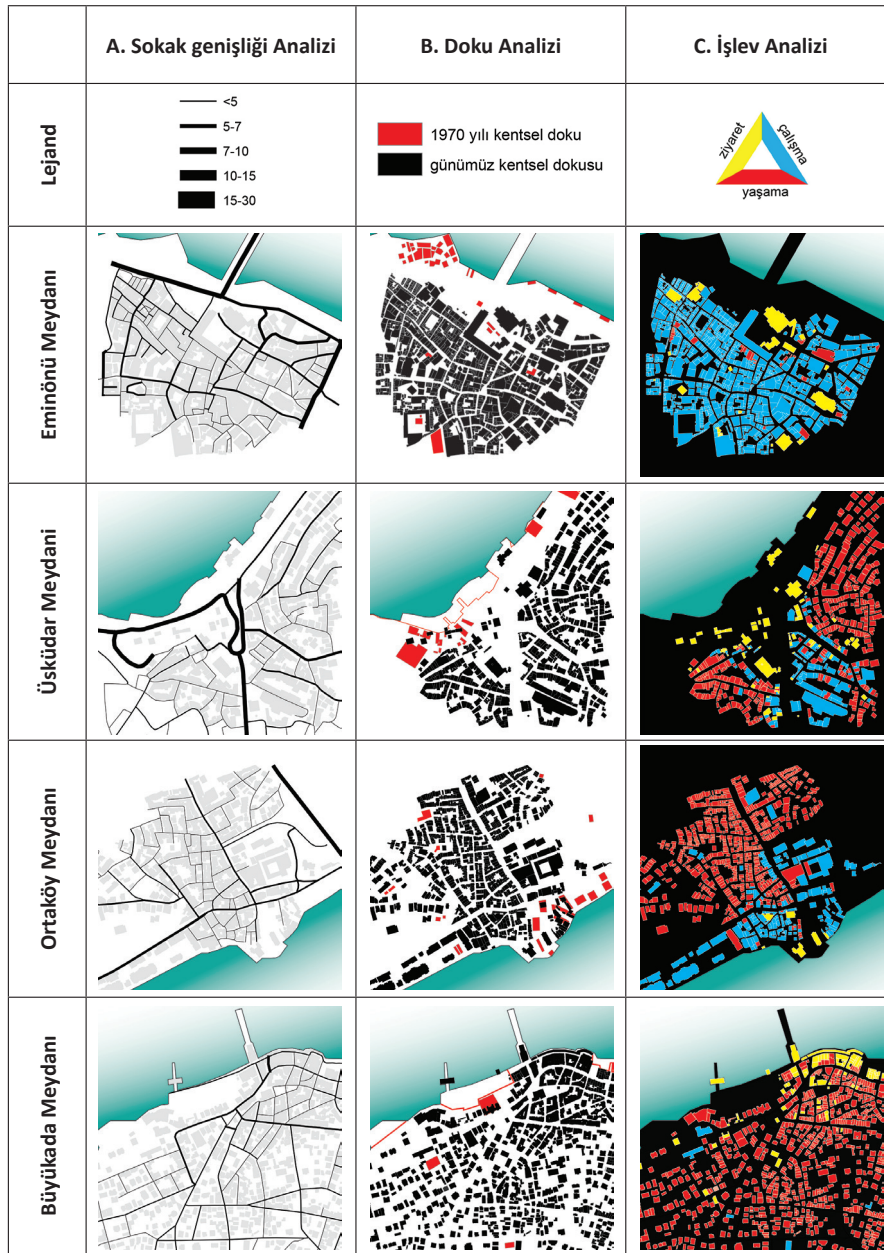 A. Sokak genişliği Analizi
B. Doku Analizi
C. İşlev Analizi
Lejand
<5
5-7
7-10
10-15
15-30
1970 yılı kentsel doku
günümüz kentsel dokusu
ziyaret
çalışma
yaşama
Eminönü Meydanı
Üsküdar Meydani
Ortaköy Meydanı
Büyükada Meydanı